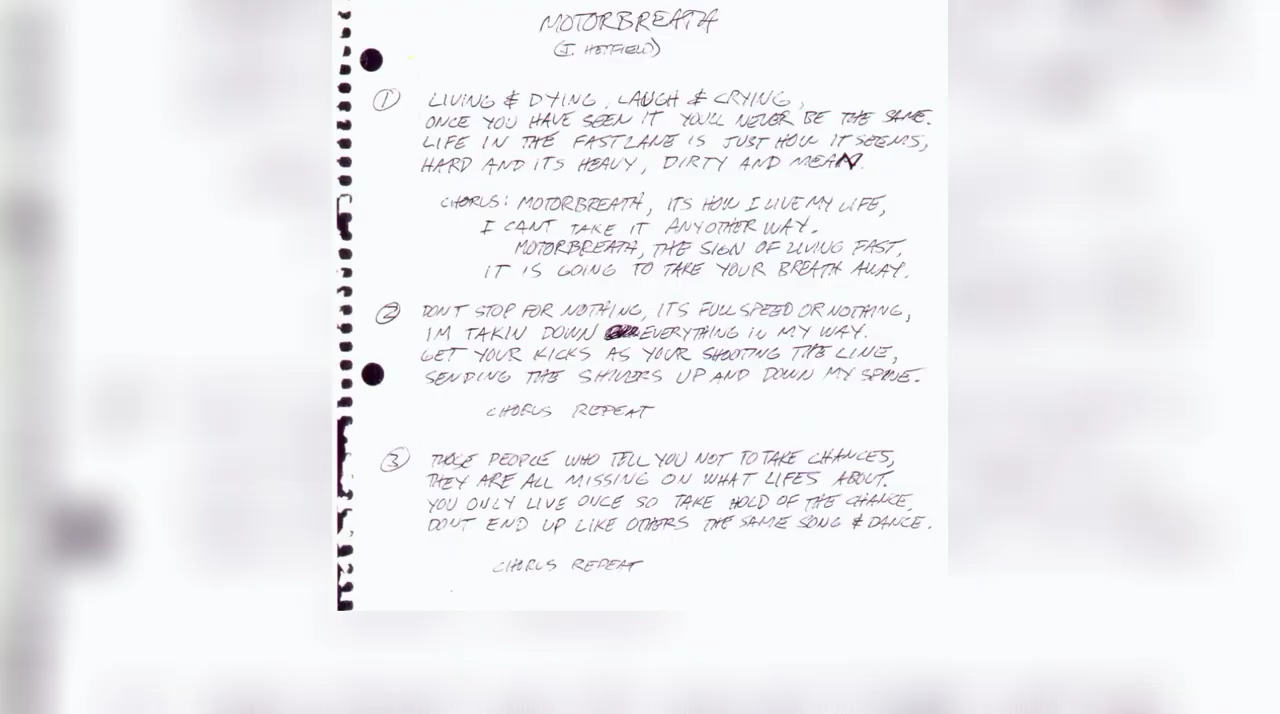 MOTORBREATH
(J. HETFIELD)
① LIVING & DYING, LAUGH & CRYING,
ONCE YOU HAVE SEEN IT YOULL NEVER BE THE SAME.
LIFE IN THE FASTLANE IS JUST HOW IT SEEMS,
HARD AND ITS HEAVY, DIRTY AND MEAN.
CHORUS: MOTORBREATH, ITS HOW I LIVE MY LIFE,
I CANT TAKE IT ANYOTHER WAY.
MOTORBREATH, THE SIGN OF LIVING FAST,
IT IS GOING TO TAKE YOUR BREATH AWAY.
② DONT STOP FOR NOTHING, ITS FULL SPEED OR NOTHING,
IM TAKIN DOWN EVERYTHING IN MY WAY.
GET YOUR KICKS AS YOUR SHOOTING THE LINE,
SENDING THE SHIVERS UP AND DOWN MY SPINE.
CHORUS REPEAT
③ THOSE PEOPLE WHO TELL YOU NOT TO TAKE CHANCES,
THEY ARE ALL MISSING ON WHAT LIFES ABOUT.
YOU ONLY LIVE ONCE SO TAKE HOLD OF THE CHANCE,
DONT END UP LIKE OTHERS THE SAME SONG & DANCE.
CHORUS REPEAT